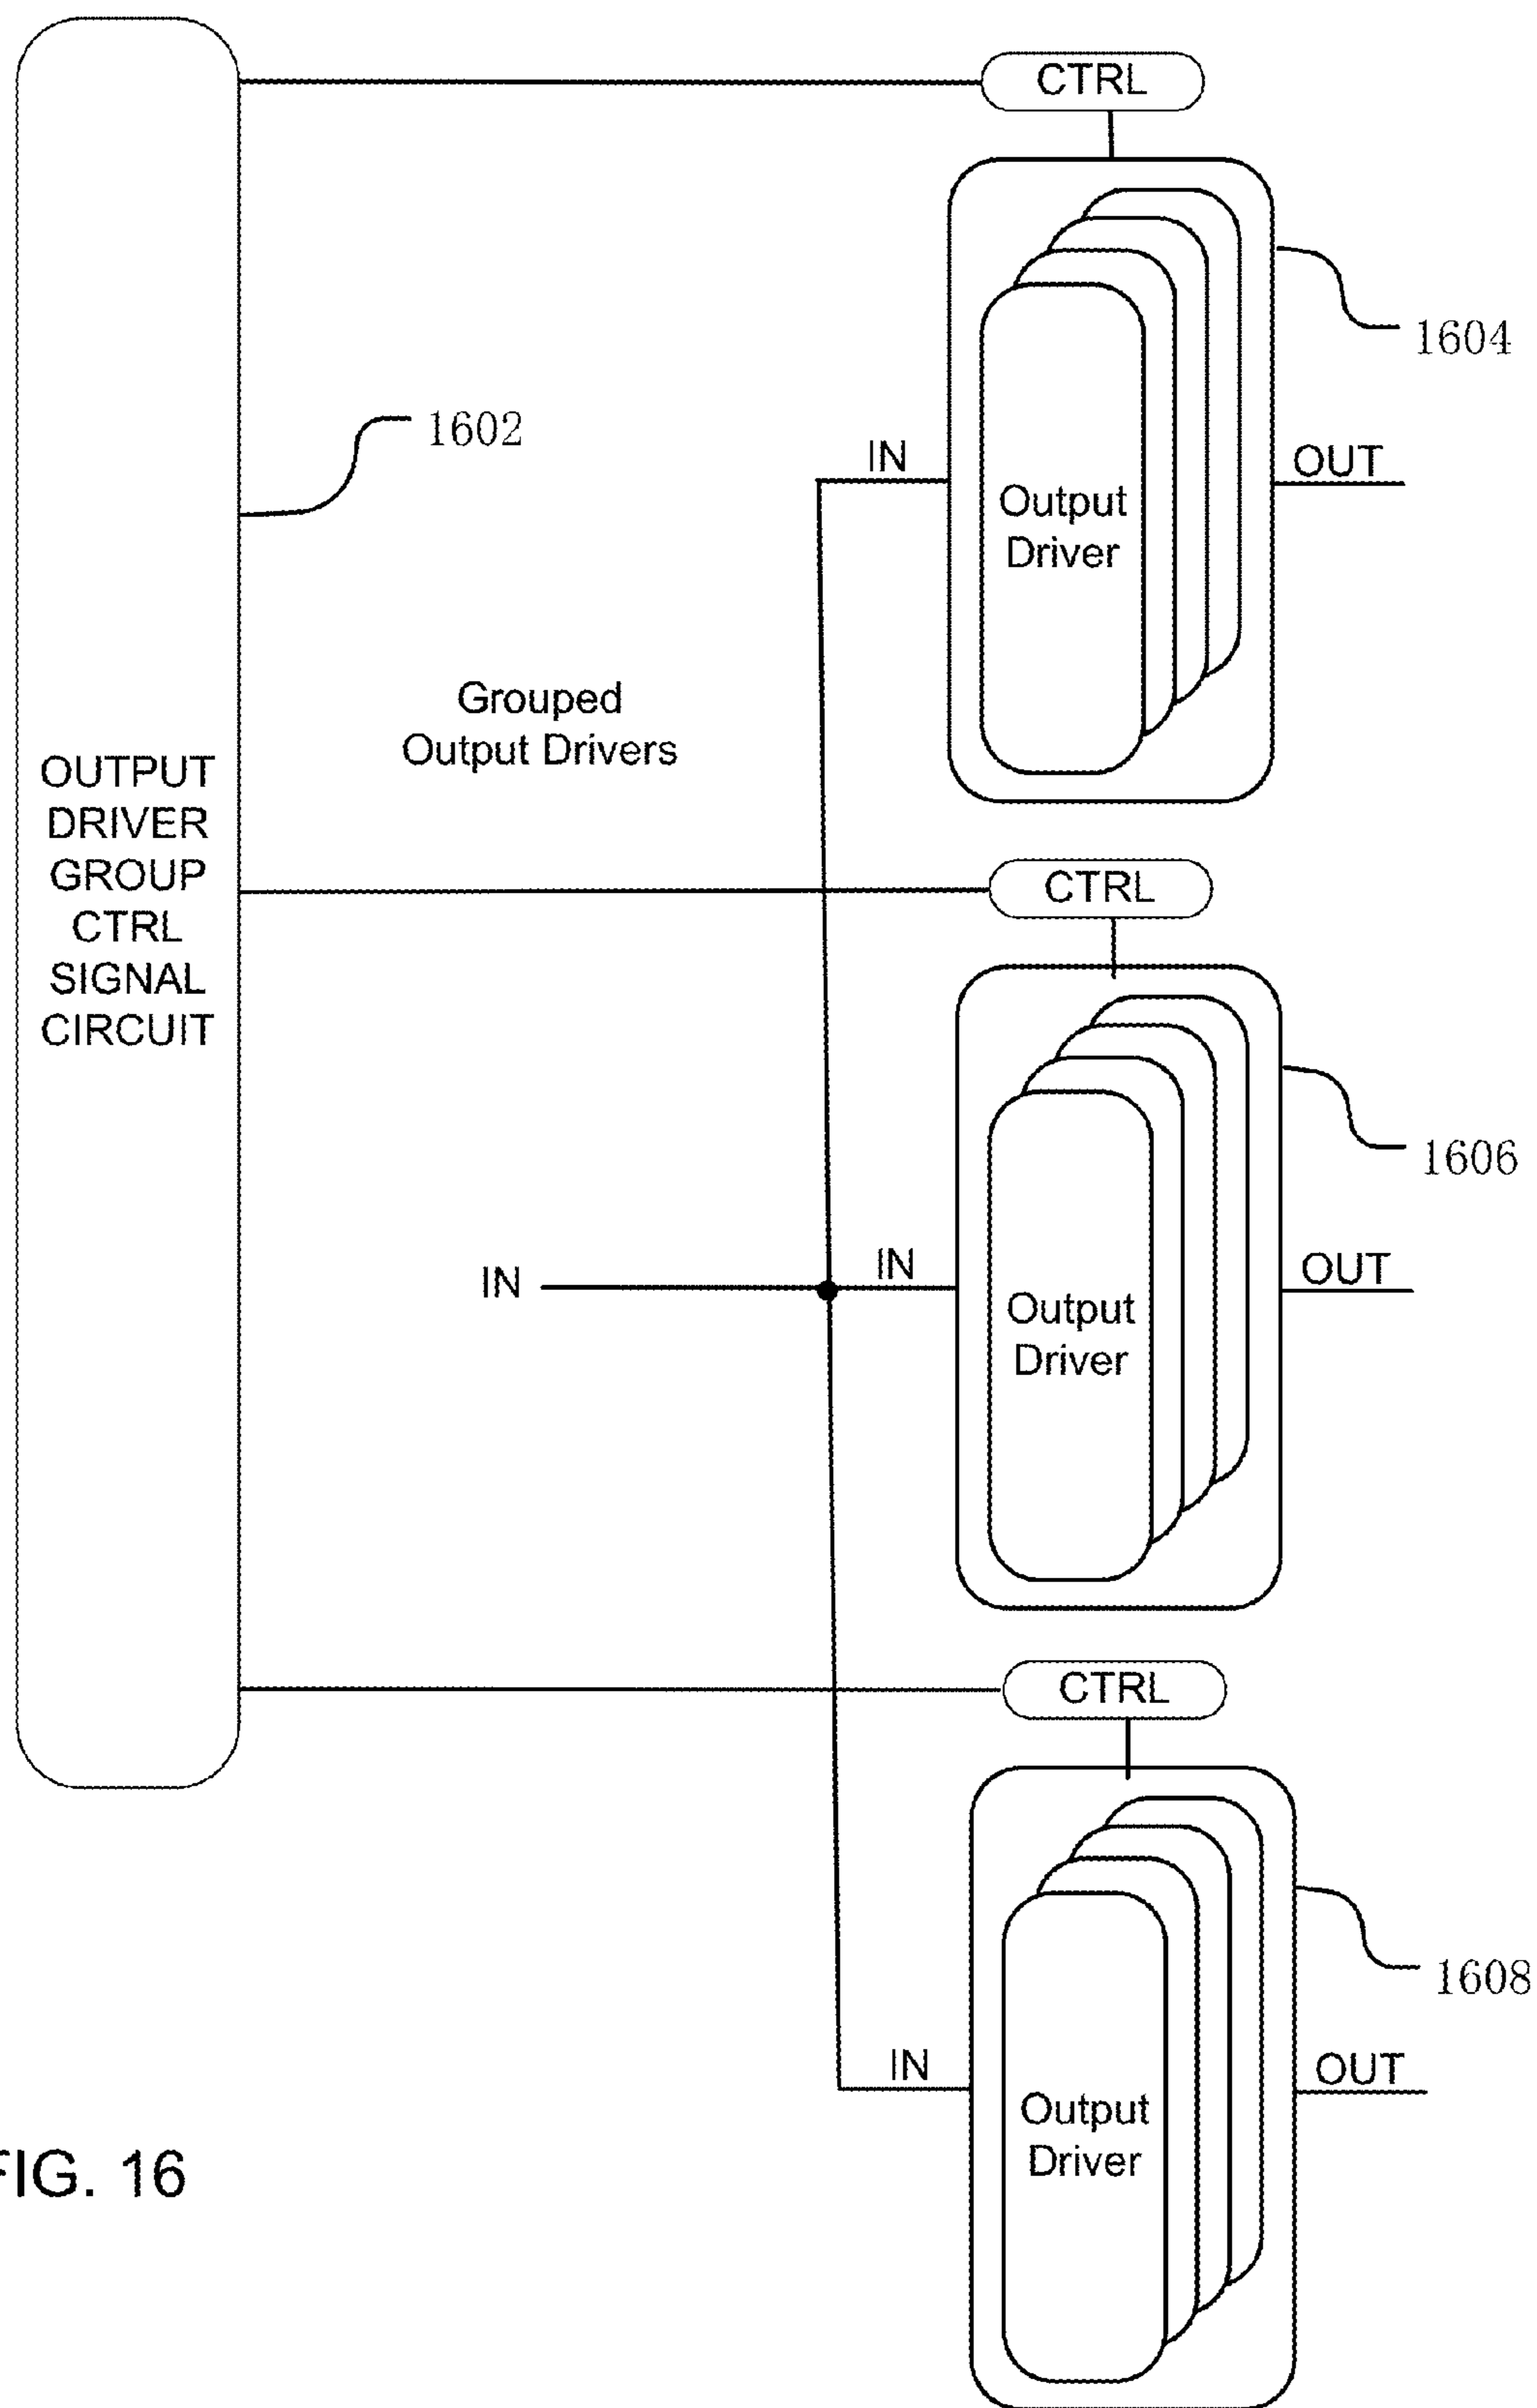 CTRL
1604
1602
IN
OUT
Output
Driver
Grouped
Output Drivers
OUTPUT
DRIVER
GROUP
CTRL
SIGNAL
CIRCUIT
CTRL
1606
IN
IN
OUT
Output
Driver
CTRL
1608
IN
OUT
Output
Driver
FIG. 16